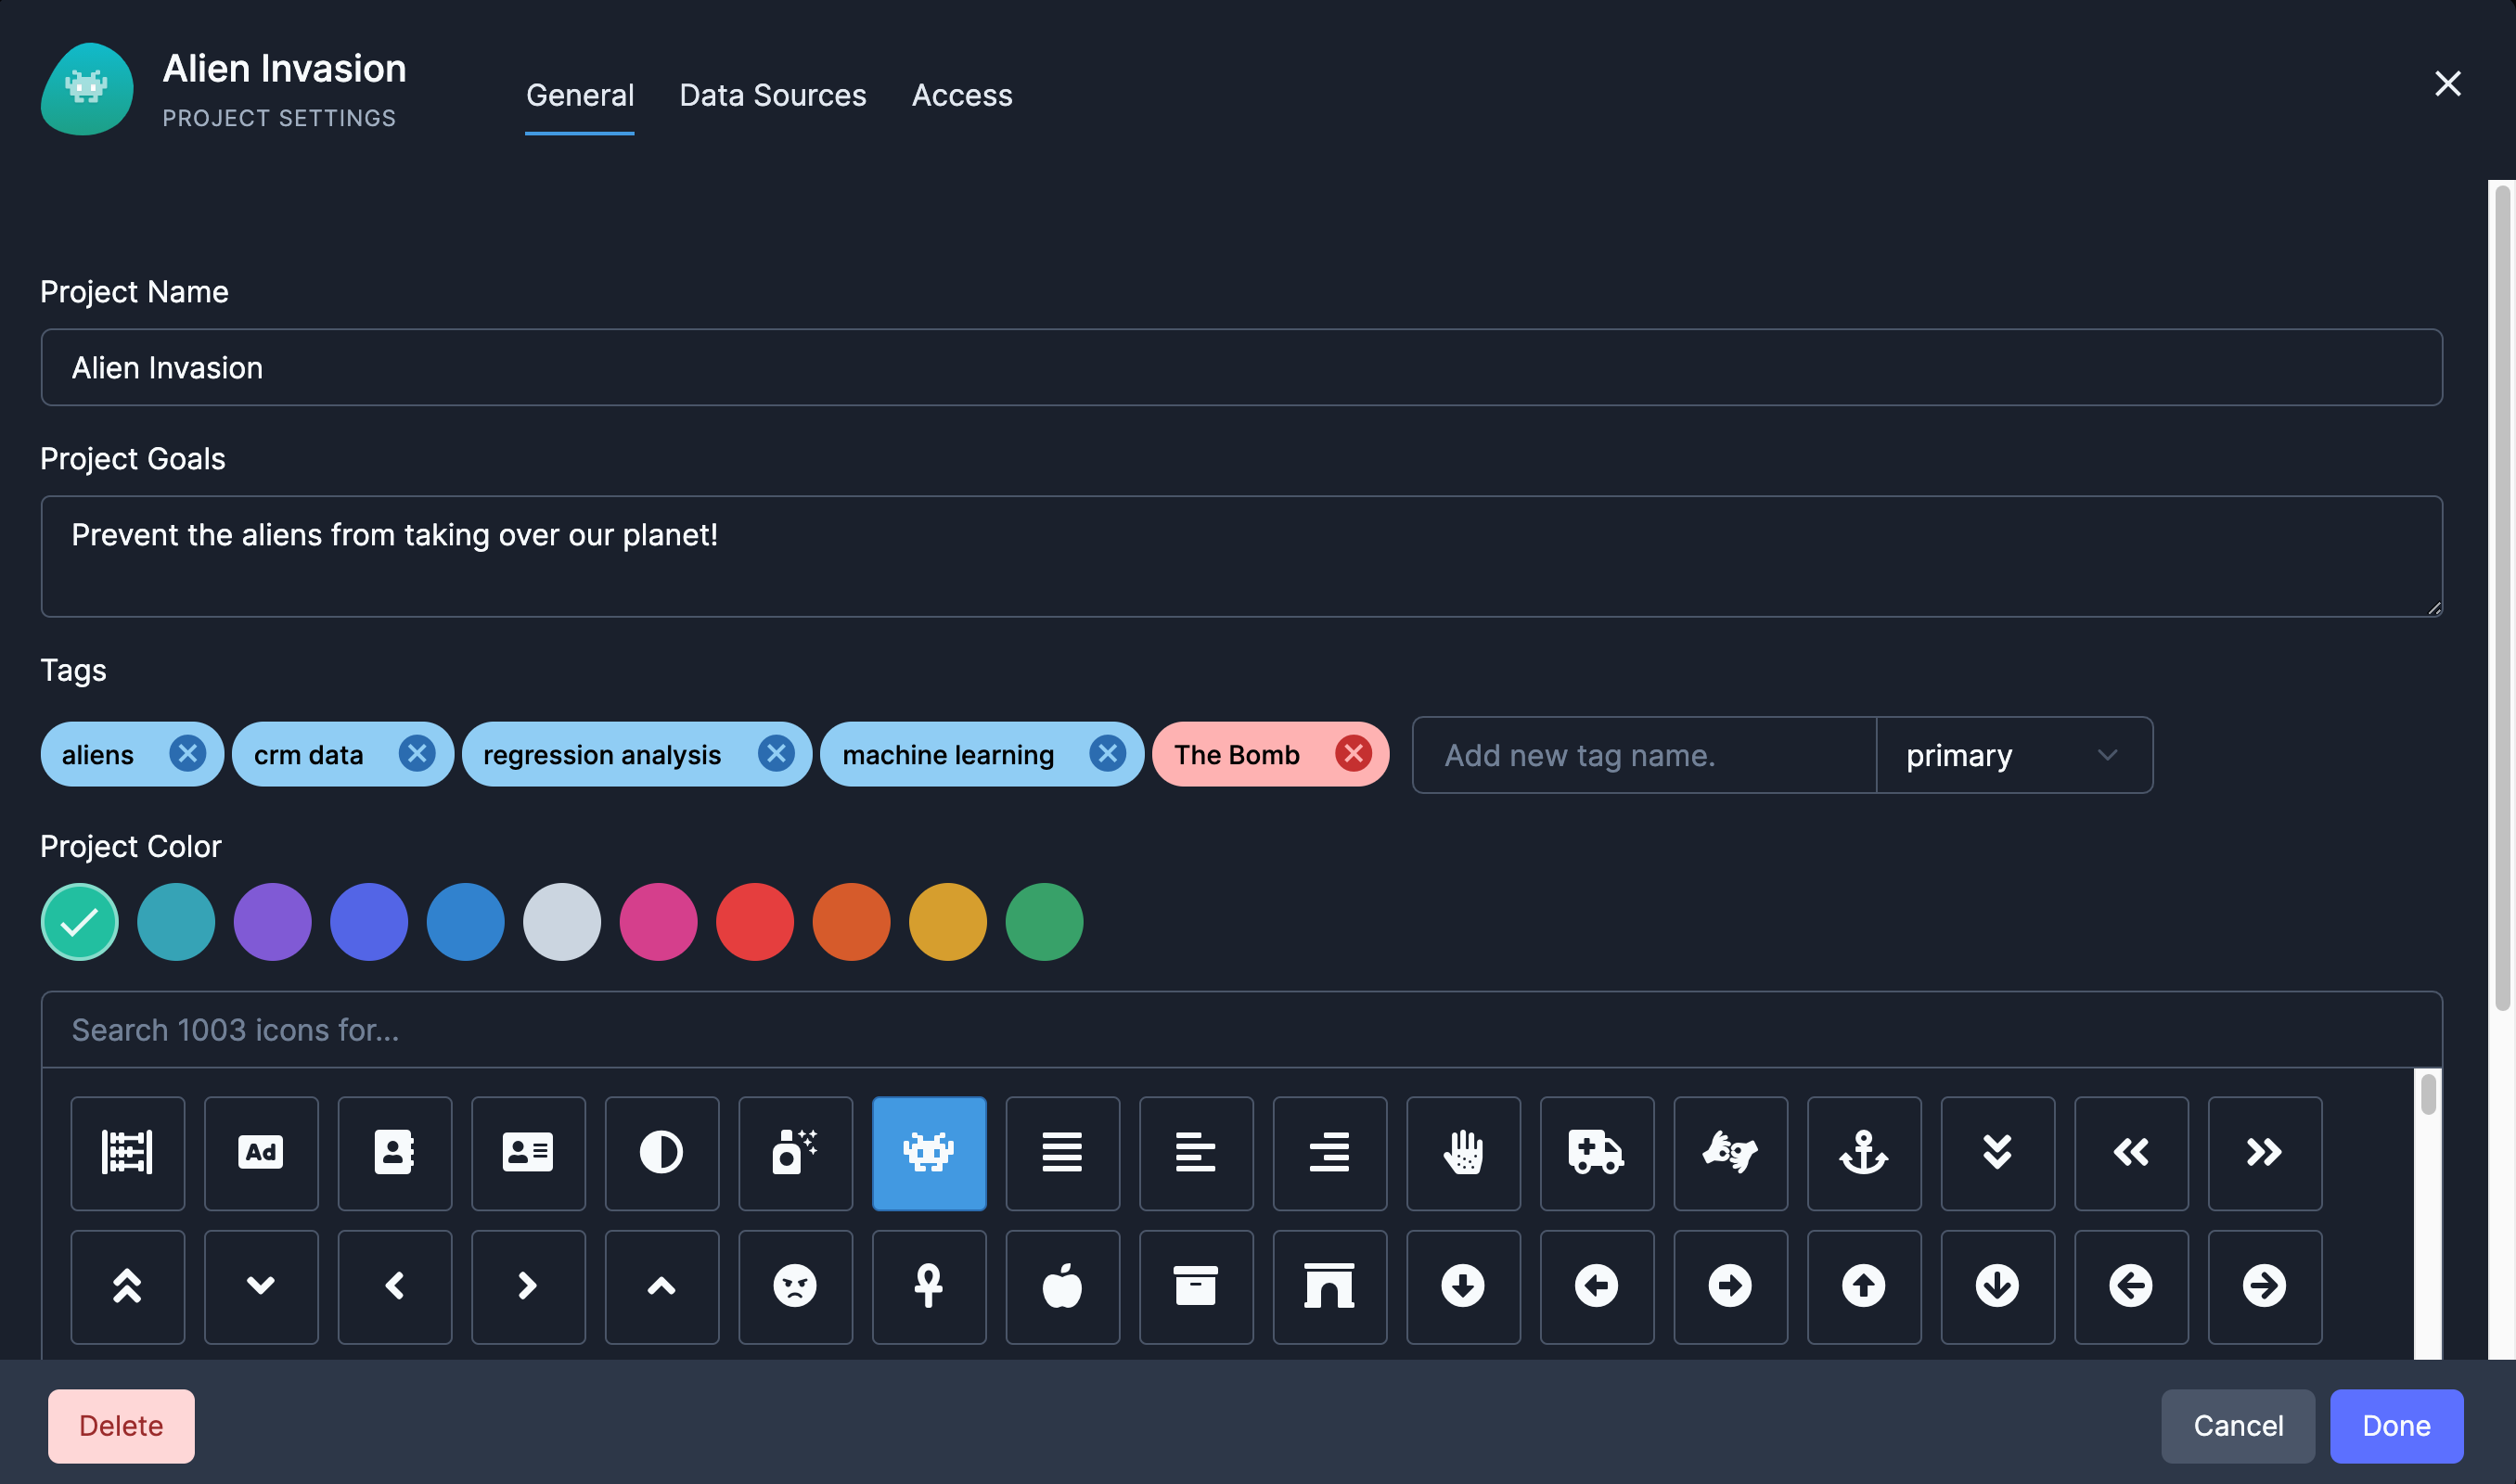 Alien Invasion
PROJECT SETTINGS
General
Data Sources
Access
Project Name
Alien Invasion
Project Goals
Prevent the aliens from taking over our planet!
Tags
aliens
crm data
regression analysis
machine learning
The Bomb
Add new tag name.
primary
Project Color
Search 1003 icons for...
Ad
Delete
Cancel
Done